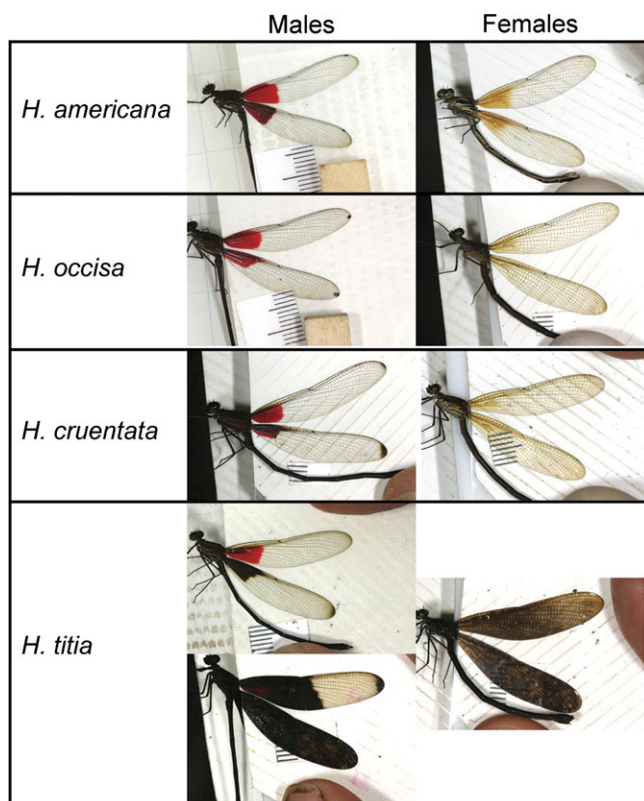 Males Females
H. americana
H. occisa
H. cruentata
H. titia